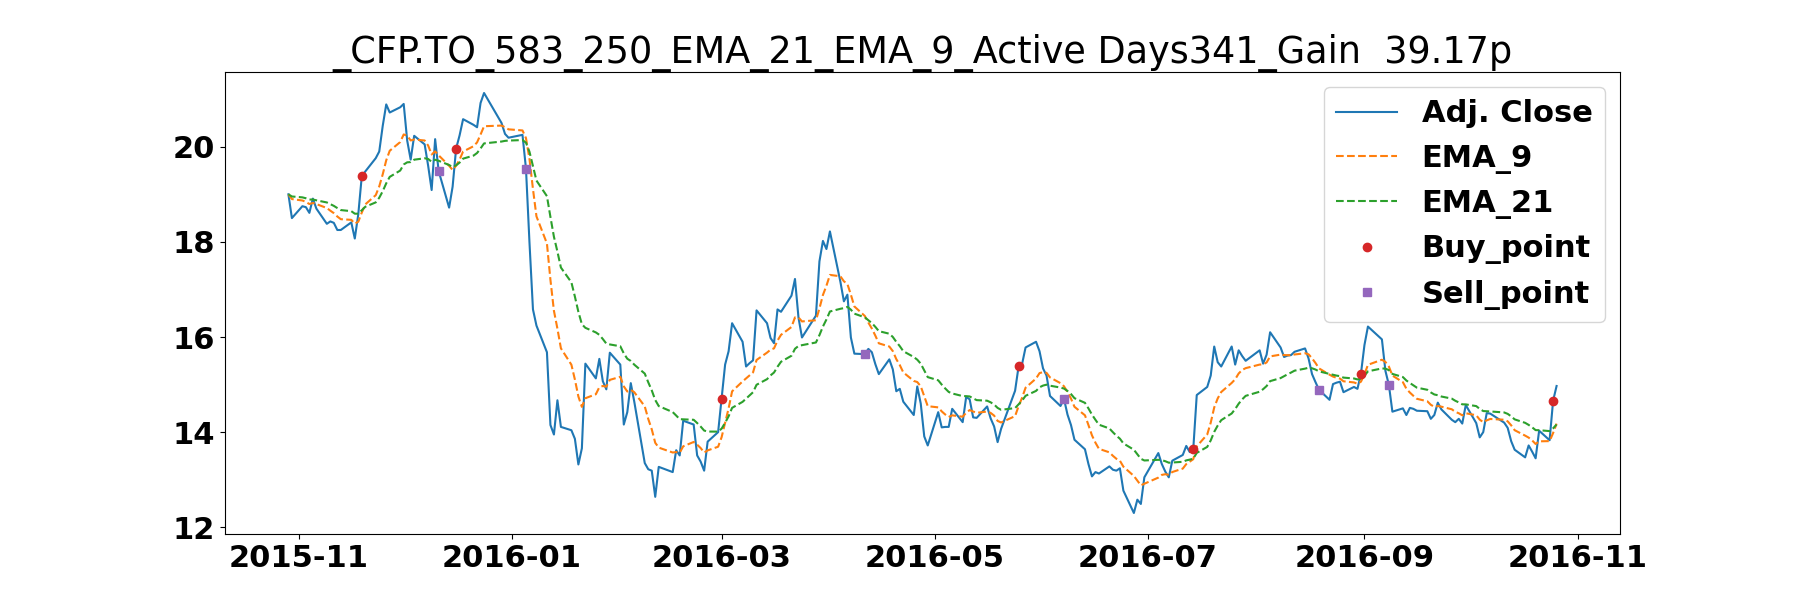 _CFP.TO_583_250_EMA_21_EMA_9_Active Days341_Gain  39.17p
Adj. Close
EMA_9
EMA_21
Buy_point
Sell_point
20
18
16
14
12
2015-11
2016-01
2016-03
2016-05
2016-07
2016-09
2016-11